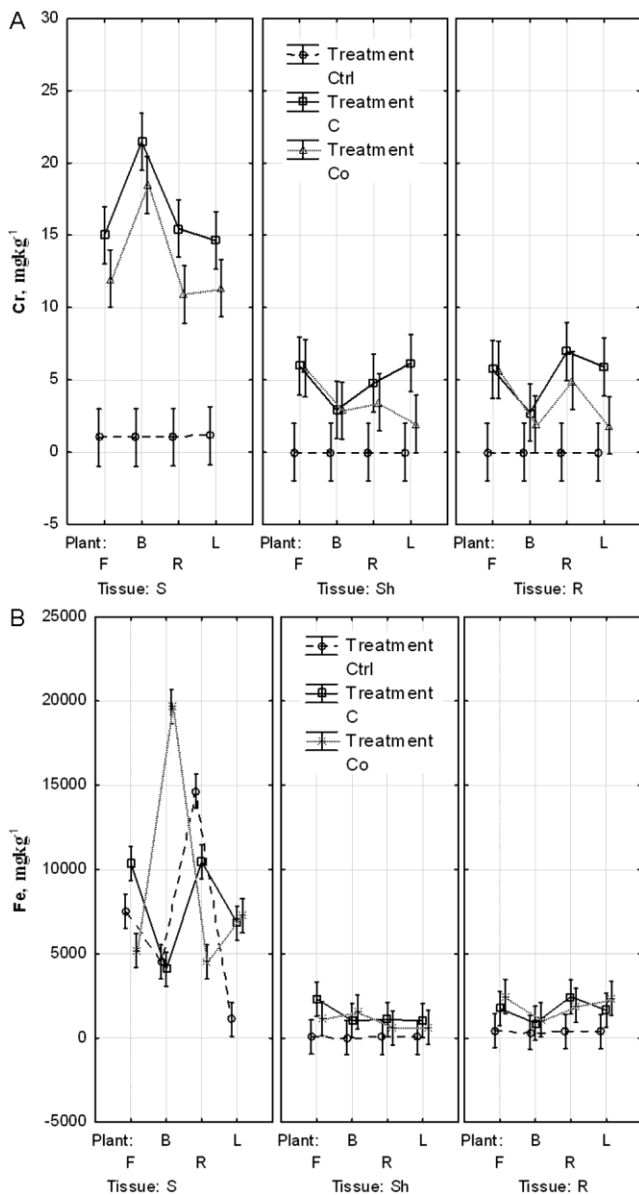 A
30
25
20
15
10
5
0
-5
Cr, mgkg-1
Treatment
Ctrl
Treatment
C
Treatment
Co
Plant: B L B L B L
F R F R F R
Tissue: S Tissue: Sh Tissue: R
B
25000
20000
15000
10000
5000
0
-5000
Fe, mgkg-1
Treatment
Ctrl
Treatment
C
Treatment
Co
Plant: B L Plant: B L Plant: B L
F R F R F R
Tissue: S Tissue: Sh Tissue: R